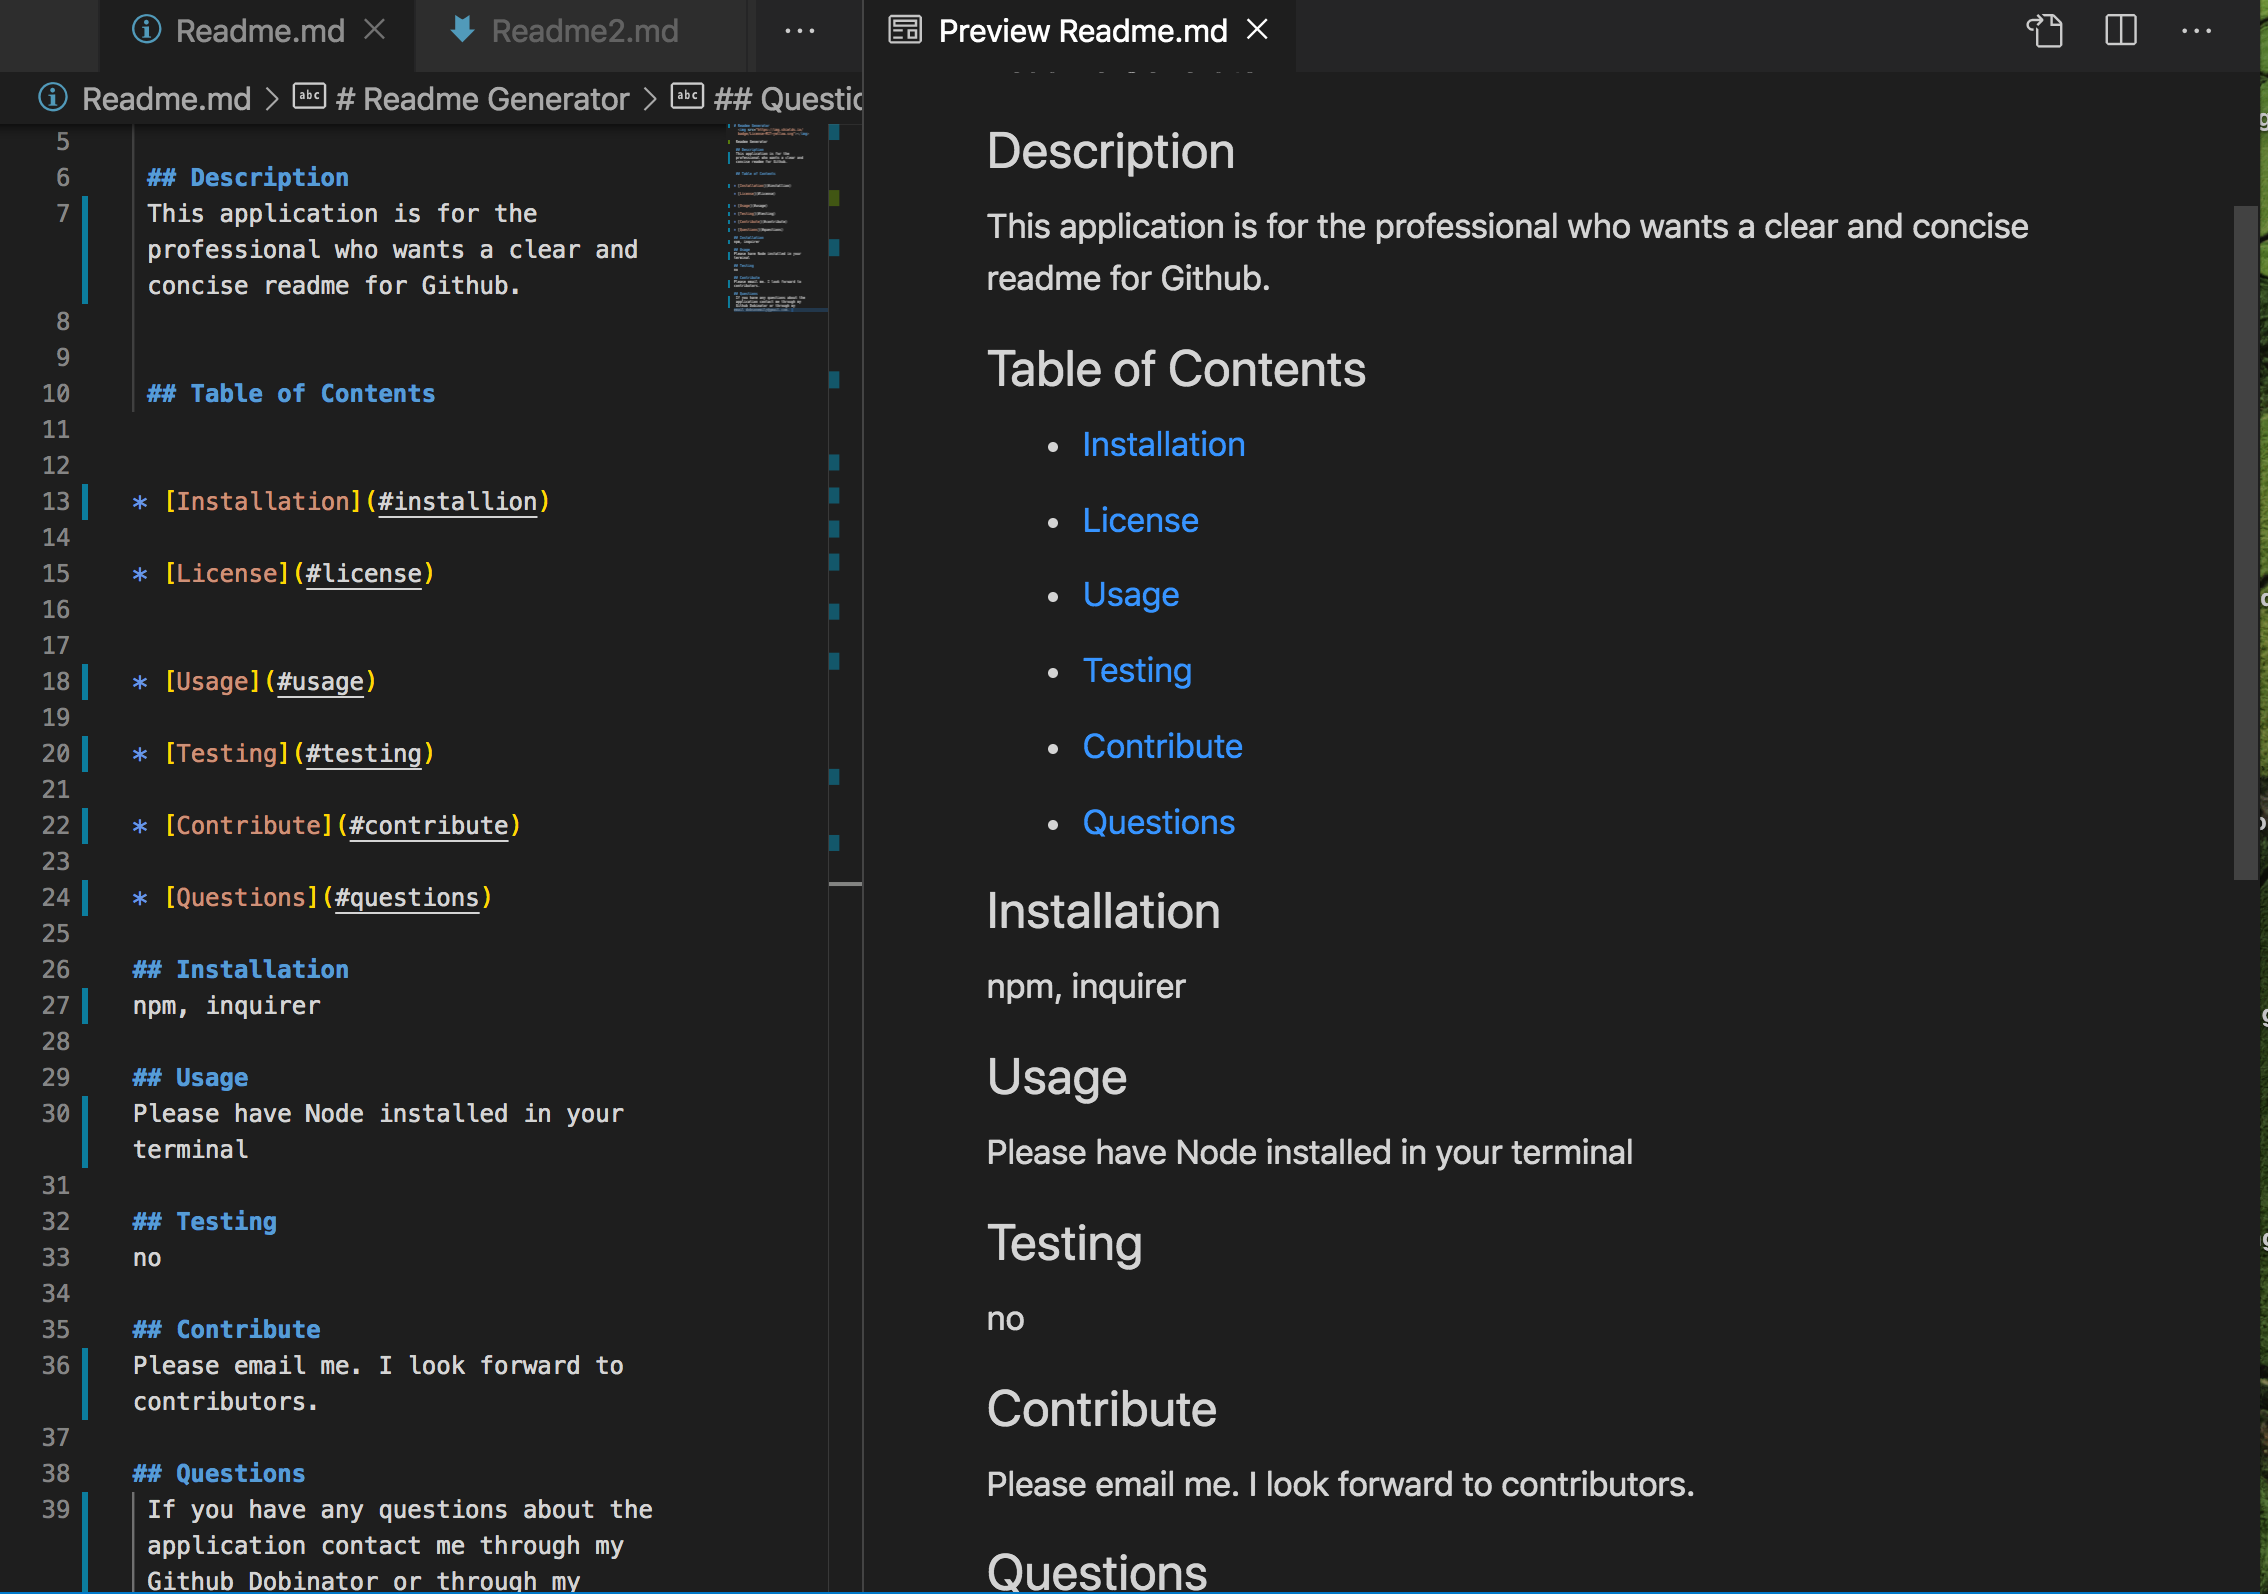 Readme.md
Readme2.md
Preview Readme.md
Readme.md > # Readme Generator > ## Questio
5
6 ## Description
7 This application is for the
professional who wants a clear and
concise readme for Github.
8
9
10 ## Table of Contents
11
12
13 * [Installation](#installion)
14
15 * [License](#license)
16
17
18 * [Usage](#usage)
19
20 * [Testing](#testing)
21
22 * [Contribute](#contribute)
23
24 * [Questions](#questions)
25
26 ## Installation
27 npm, inquirer
28
29 ## Usage
30 Please have Node installed in your
terminal
31
32 ## Testing
33 no
34
35 ## Contribute
36 Please email me. I look forward to
contributors.
37
38 ## Questions
39 If you have any questions about the
application contact me through my
Github Dobinator or through my
Description
This application is for the professional who wants a clear and concise
readme for Github.
Table of Contents
• Installation
• License
• Usage
• Testing
• Contribute
• Questions
Installation
npm, inquirer
Usage
Please have Node installed in your terminal
Testing
no
Contribute
Please email me. I look forward to contributors.
Questions